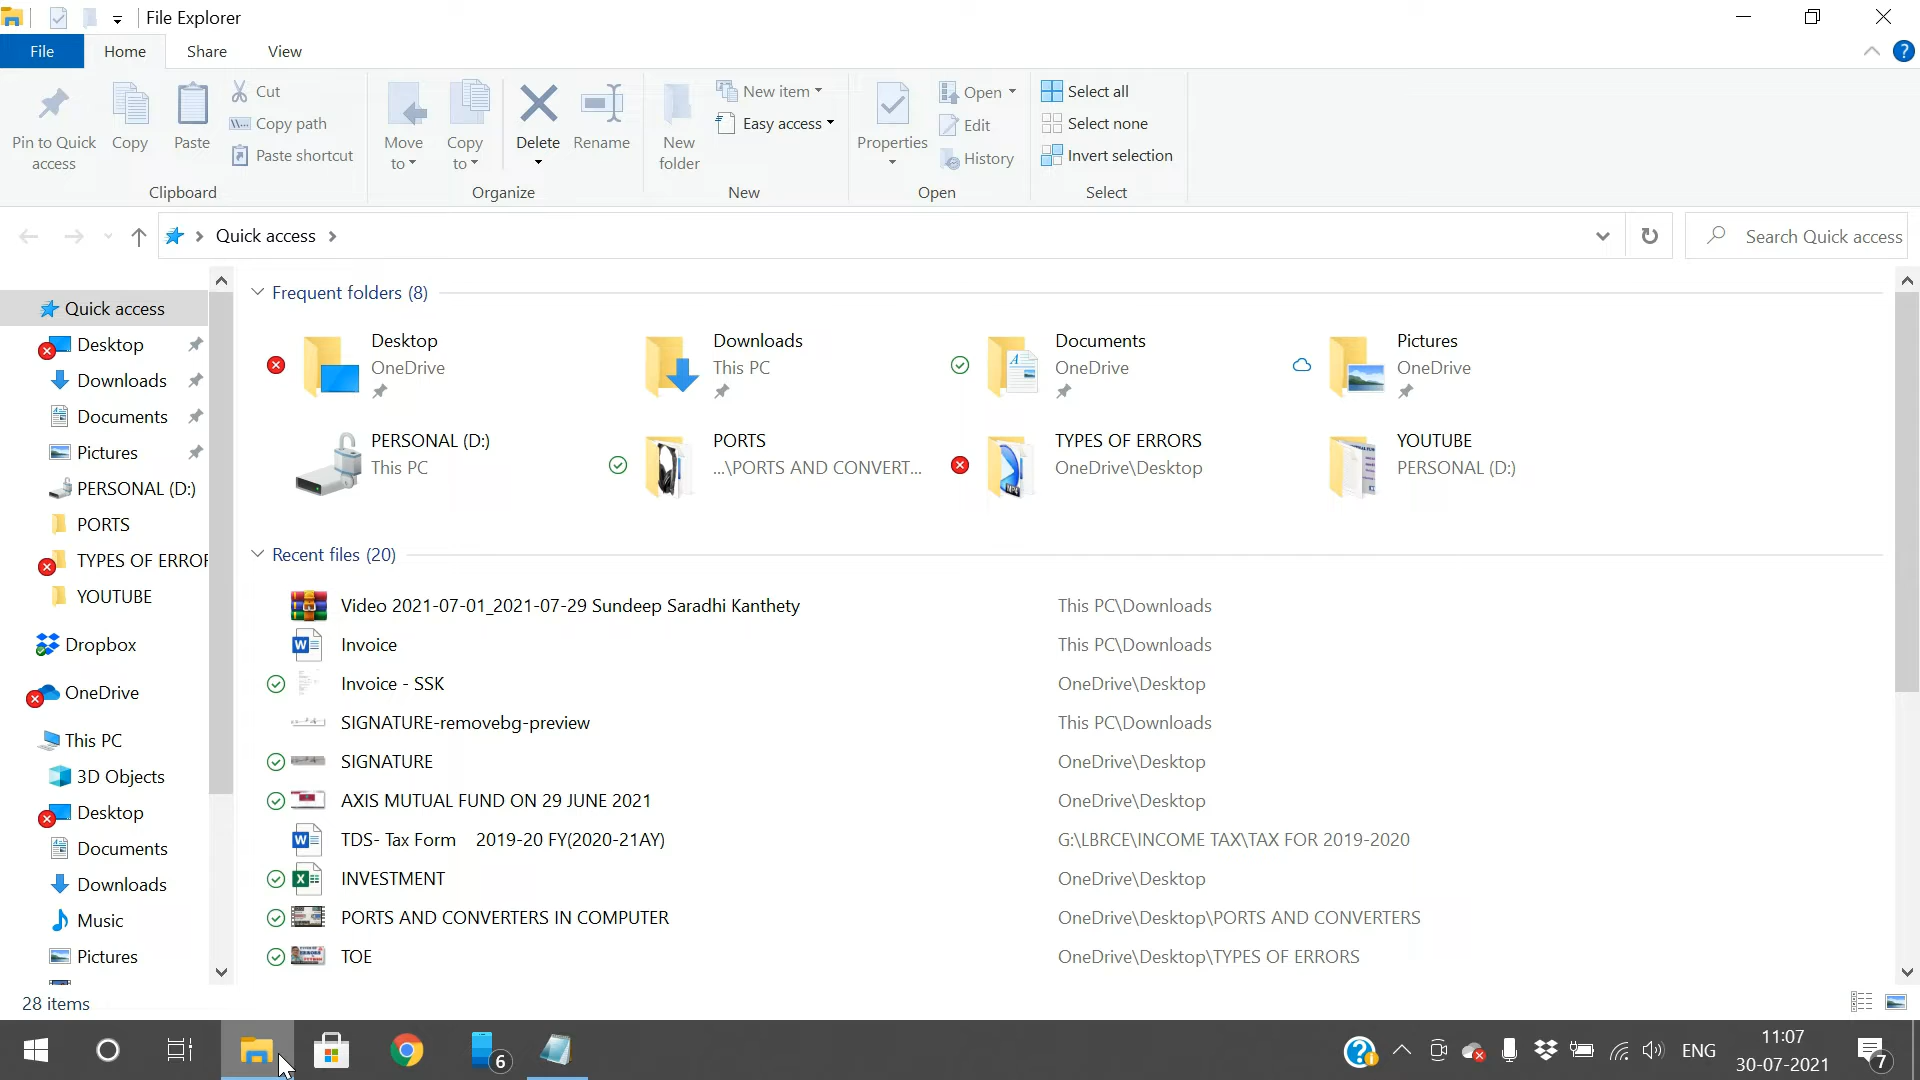 File Explorer
File
Home
Share
View
Pin to Quick
access
Copy
Paste
Cut
Copy path
Paste shortcut
Clipboard
Move
to
Copy
to
Delete
Rename
Organize
New
folder
New item
Easy access
New
Properties
Open
Edit
History
Open
Select all
Select none
Invert selection
Select
Quick access
Search Quick access
Quick access
Desktop
Downloads
Documents
Pictures
PERSONAL (D:)
PORTS
TYPES OF ERROR
YOUTUBE
Dropbox
OneDrive
This PC
3D Objects
Desktop
Documents
Downloads
Music
Pictures
Frequent folders (8)
Desktop
OneDrive
Downloads
This PC
Documents
OneDrive
Pictures
OneDrive
PERSONAL (D:)
This PC
PORTS
...\PORTS AND CONVERT...
TYPES OF ERRORS
OneDrive\Desktop
YOUTUBE
PERSONAL (D:)
Recent files (20)
Video 2021-07-01_2021-07-29 Sundeep Saradhi Kanthety This PC\Downloads
Invoice This PC\Downloads
Invoice - SSK OneDrive\Desktop
SIGNATURE-removebg-preview This PC\Downloads
SIGNATURE OneDrive\Desktop
AXIS MUTUAL FUND ON 29 JUNE 2021 OneDrive\Desktop
TDS- Tax Form 2019-20 FY(2020-21AY) G:\LBRCE\INCOME TAX\TAX FOR 2019-2020
INVESTMENT OneDrive\Desktop
PORTS AND CONVERTERS IN COMPUTER OneDrive\Desktop\PORTS AND CONVERTERS
TOE OneDrive\Desktop\TYPES OF ERRORS
28 items
6
ENG
11:07
30-07-2021
7